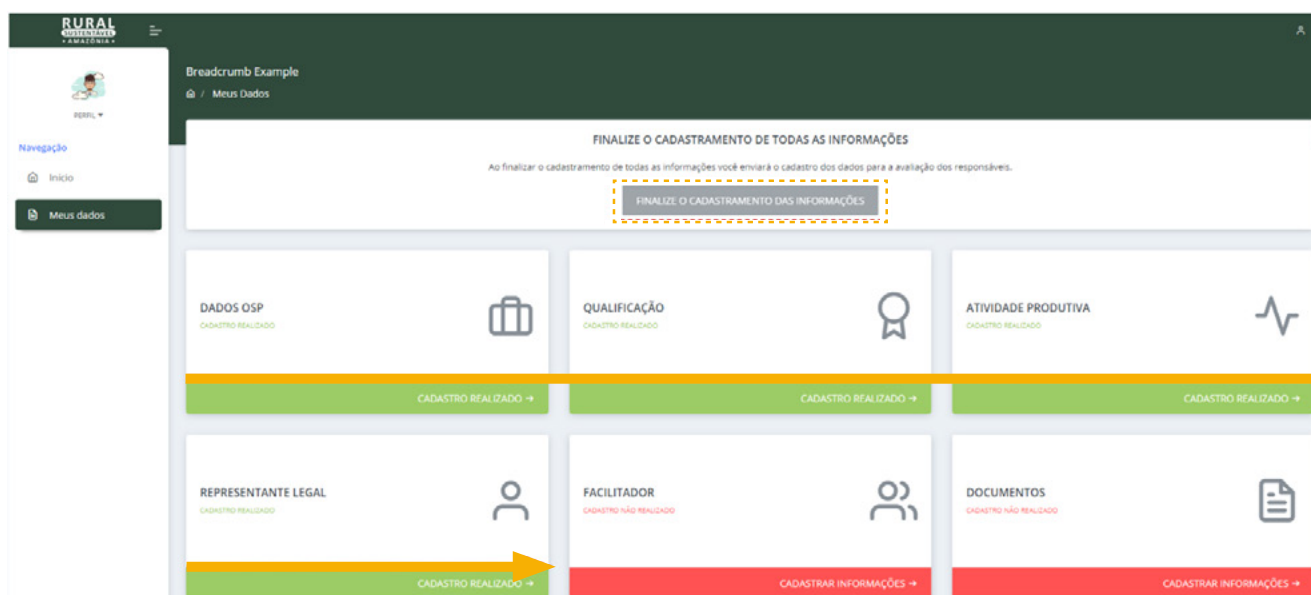 RURAL
SUSTENTÁVEL
• AMAZÔNIA •
Breadcrumb Example
/ Meus Dados
PERFIL
Navegação
Início
Meus dados
FINALIZE O CADASTRAMENTO DE TODAS AS INFORMAÇÕES
Ao finalizar o cadastramento de todas as informações você enviará o cadastro dos dados para a avaliação dos responsáveis.
FINALIZE O CADASTRAMENTO DAS INFORMAÇÕES
DADOS OSP
CADASTRO REALIZADO
CADASTRO REALIZADO →
QUALIFICAÇÃO
CADASTRO REALIZADO
CADASTRO REALIZADO →
ATIVIDADE PRODUTIVA
CADASTRO REALIZADO
CADASTRO REALIZADO →
REPRESENTANTE LEGAL
CADASTRO REALIZADO
CADASTRO REALIZADO →
FACILITADOR
CADASTRO NÃO REALIZADO
CADASTRAR INFORMAÇÕES →
DOCUMENTOS
CADASTRO NÃO REALIZADO
CADASTRAR INFORMAÇÕES →